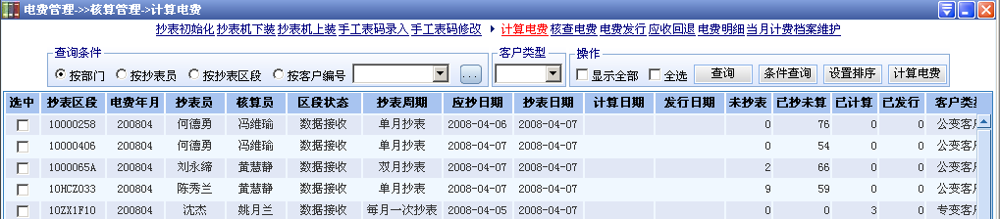 电费管理->>核算管理->计算电费
抄表初始化 抄表机下装 抄表机上装 手工表码录入 手工表码修改 计算电费 核查电费 电费发行 应收回退 电费明细 当月计费档案维护
查询条件 客户类型 操作
按部门 按抄表员 按抄表区段 按客户编号 ... 显示全部 全选 查询 条件查询 设置排序 计算电费
选中 抄表区段 电费年月 抄表员 核算员 区段状态 抄表周期 应抄日期 抄表日期 计算日期 发行日期 未抄表 已抄未算 已计算 已发行 客户类
10000258 200804 何德勇 冯维瑜 数据接收 单月抄表 2008-04-06 2008-04-07 0 76 0 0 公变客户
10000406 200804 何德勇 冯维瑜 数据接收 单月抄表 2008-04-07 2008-04-07 0 54 0 0 公变客户
1000065A 200804 刘永缔 黄慧静 数据接收 双月抄表 2008-04-07 2008-04-07 2 66 0 0 公变客户
10HCZ033 200804 陈秀兰 黄慧静 数据接收 单月抄表 2008-04-07 2008-04-07 9 59 0 0 公变客户
10ZX1F10 200804 沈杰 姚月兰 数据接收 每月一次抄表 2008-04-05 2008-04-07 0 0 3 0 专变客户